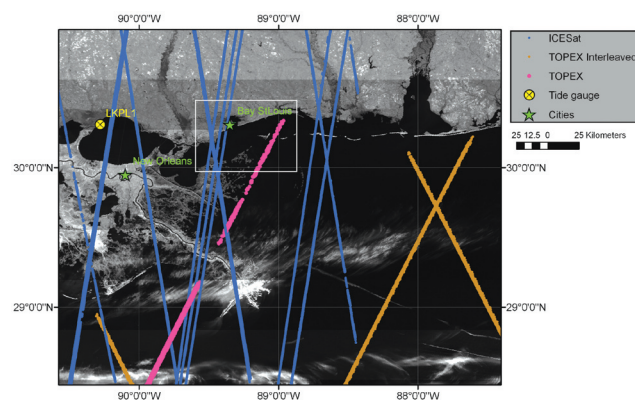 90°0'0"W 89°0'0"W 88°0'0"W
ICESat
TOPEX Interleaved
TOPEX
Tide gauge
Cities
LKPL1
Bay St.Louis
25 12.5 0 25 Kilometers
30°0'0"N
30°0'0"N
New Orleans
29°0'0"N
29°0'0"N
90°0'0"W 89°0'0"W 88°0'0"W